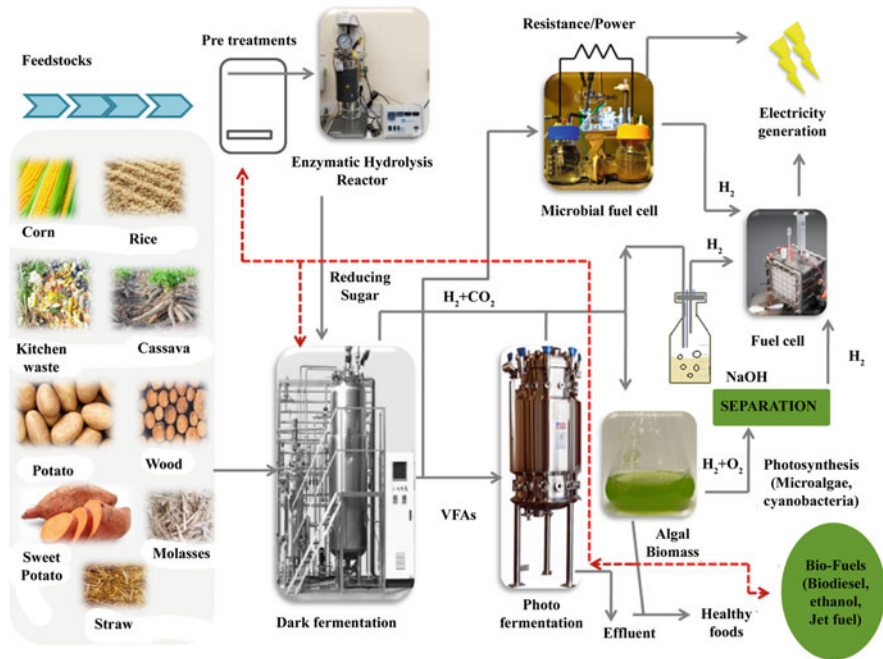 Feedstocks
Pre treatments
Resistance/Power
Electricity
generation
Enzymatic Hydrolysis
Reactor
Microbial fuel cell
H2
Corn
Rice
Reducing
Sugar
H2+CO2
H2
Kitchen
waste
Cassava
Fuel cell
NaOH
H2
SEPARATION
Potato
Wood
H2+O2
Photosynthesis
(Microalgae,
cyanobacteria)
VFAs
Sweet
Potato
Molasses
Algal
Biomass
Straw
Dark fermentation
Photo
fermentation
Effluent
Healthy
foods
Bio-Fuels
(Biodiesel,
ethanol,
Jet fuel)